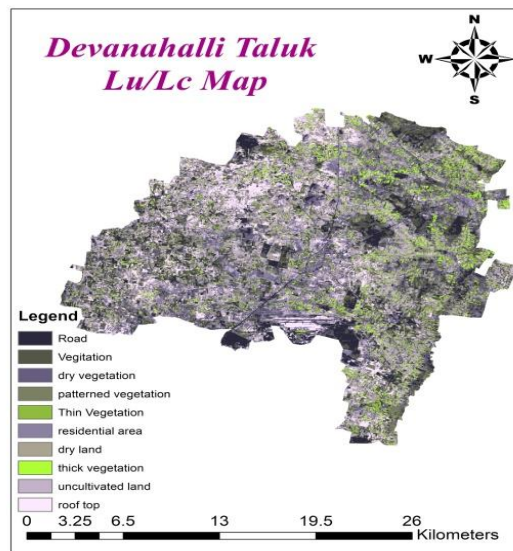 Devanahalli Taluk
Lu/Lc Map
N
W
E
S
Legend
Road
Vegitation
dry vegetation
patterned vegetation
Thin Vegetation
residential area
dry land
thick vegetation
uncultivated land
roof top
0 3.25 6.5 13 19.5 26
Kilometers